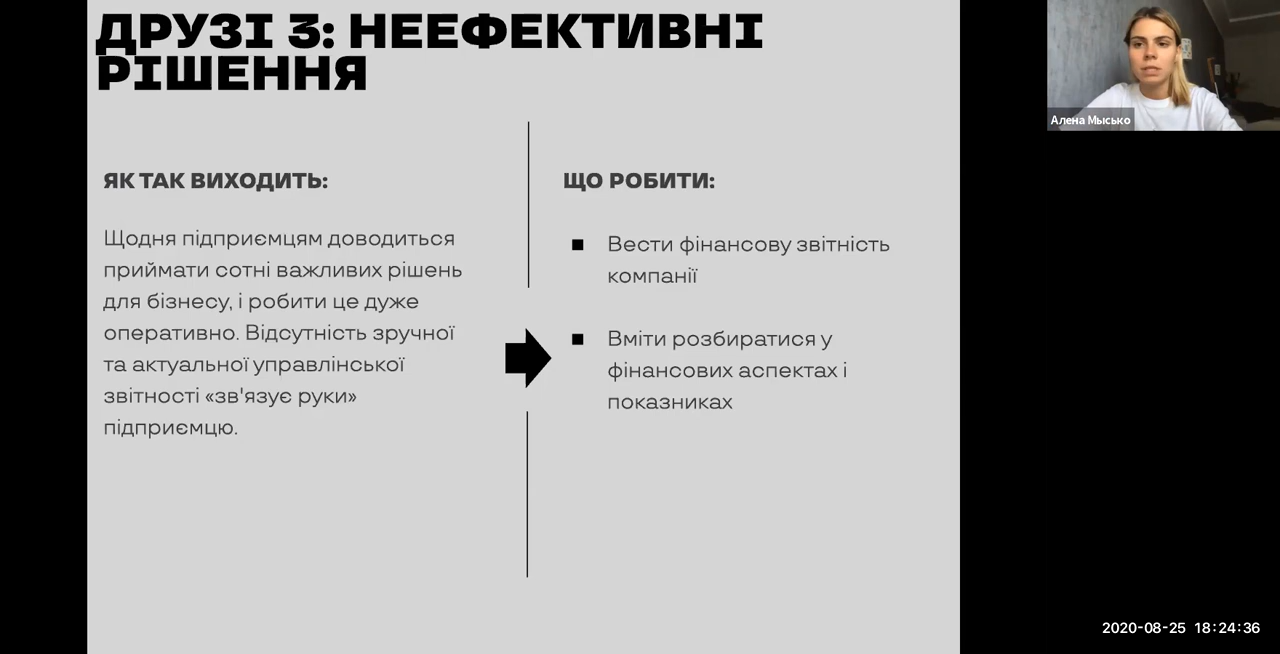 ДРУЗІ 3: НЕЕФЕКТИВНІ
РІШЕННЯ
ЯК ТАК ВИХОДИТЬ:
Щодня підприємцям доводиться
приймати сотні важливих рішень
для бізнесу, і робити це дуже
оперативно. Відсутність зручної
та актуальної управлінської
звітності «зв'язує руки»
підприємцю.
ЩО РОБИТИ:
Вести фінансову звітність
компанії
Вміти розбиратися у
фінансових аспектах і
показниках
Алена Мысько
2020-08-25 18:24:36